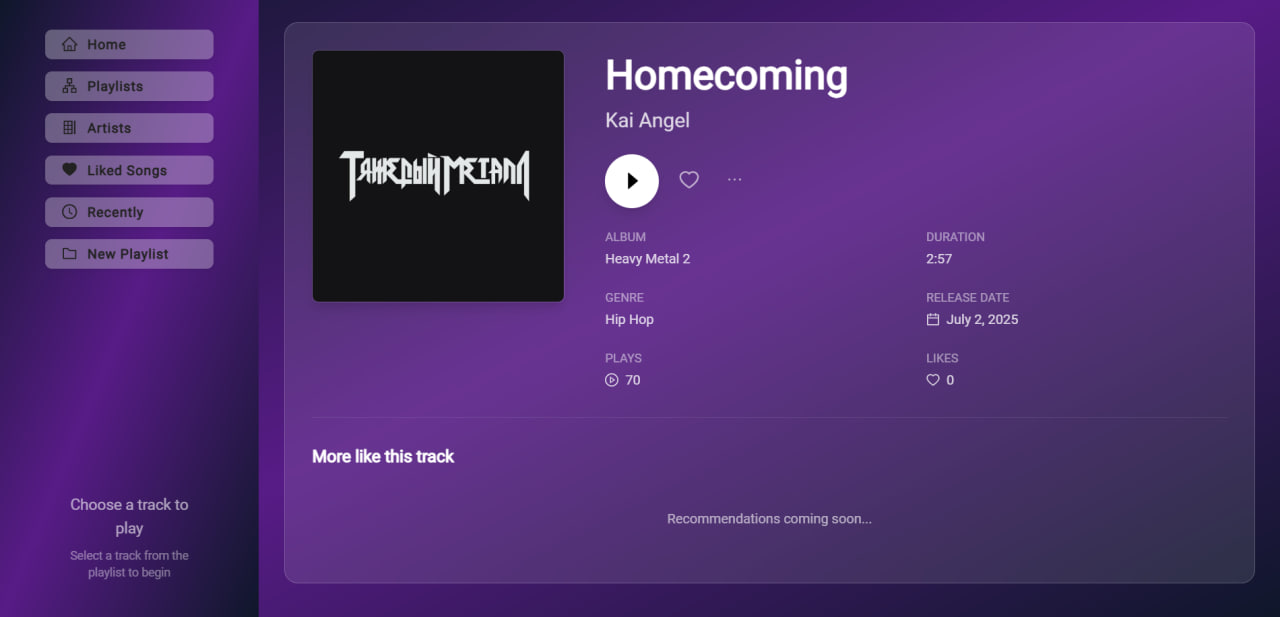 Home
Playlists
Artists
Liked Songs
Recently
New Playlist
Choose a track to
play
Select a track from the
playlist to begin
ТЯЖЕЛЫЙ МЕТАЛЛ
Homecoming
Kai Angel
...
ALBUM
Heavy Metal 2
DURATION
2:57
GENRE
Hip Hop
RELEASE DATE
July 2, 2025
PLAYS
70
LIKES
0
More like this track
Recommendations coming soon...